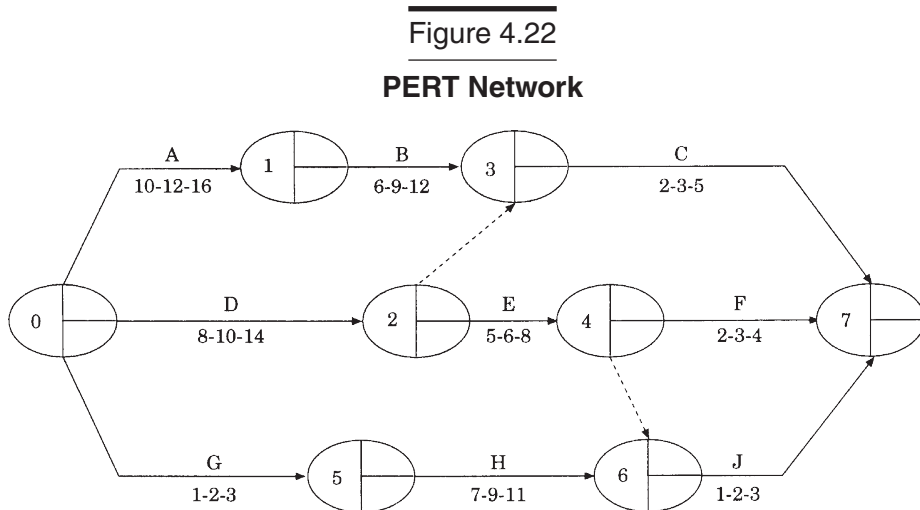 Figure 4.22
PERT Network
A
10-12-16
1
B
6-9-12
3
C
2-3-5
0
D
8-10-14
2
E
5-6-8
4
F
2-3-4
7
G
1-2-3
5
H
7-9-11
6
J
1-2-3